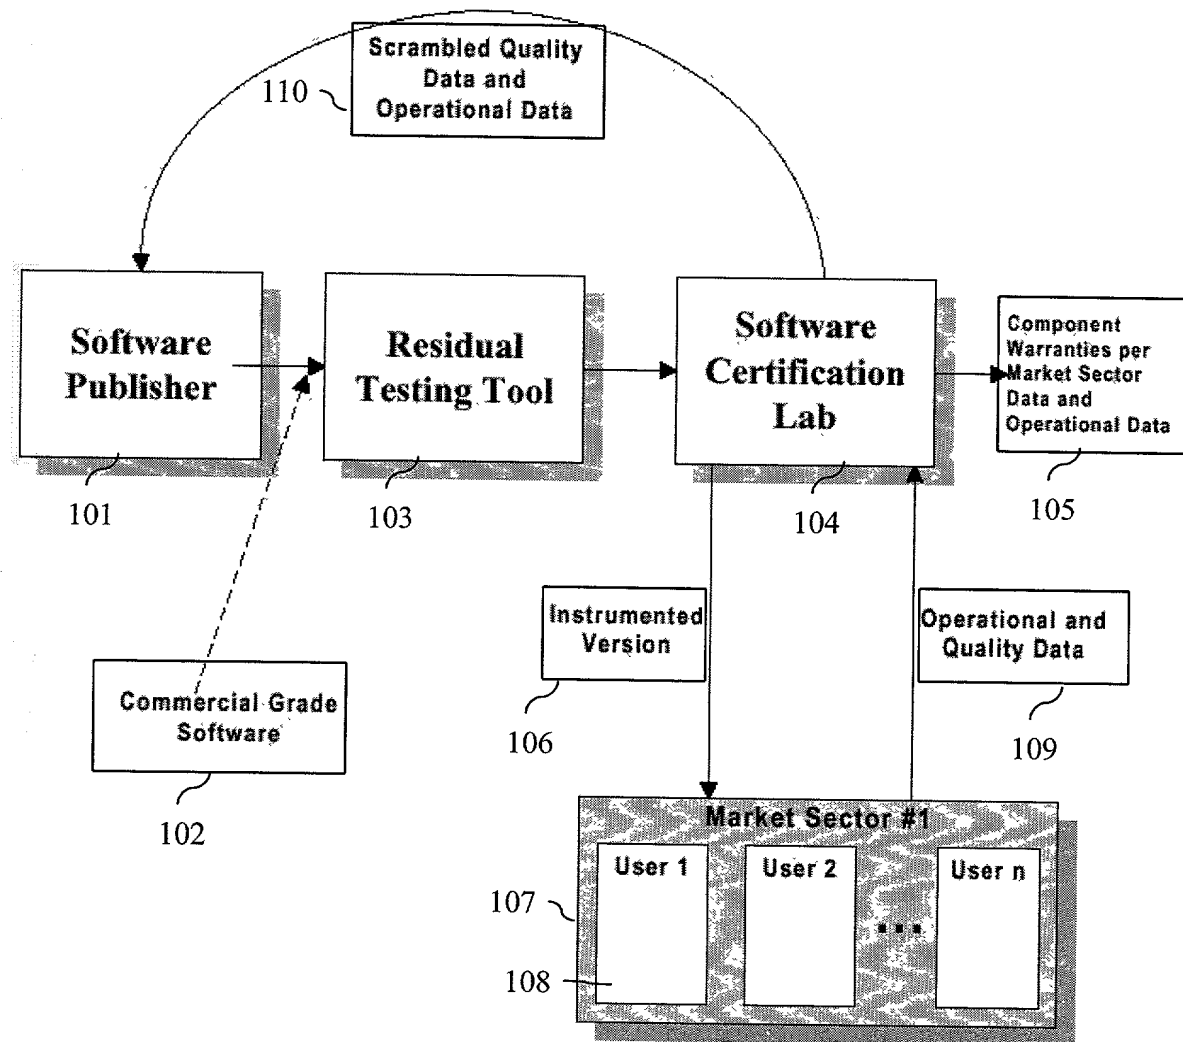 Scrambled Quality
Data and
Operational Data
110
Software
Publisher
101
Residual
Testing Tool
103
Software
Certification
Lab
104
Component
Warranties per
Market Sector
Data and
Operational Data
105
Instrumented
Version
106
Operational and
Quality Data
109
Commercial Grade
Software
102
Market Sector #1
User 1
User 2
...
User n
107
108